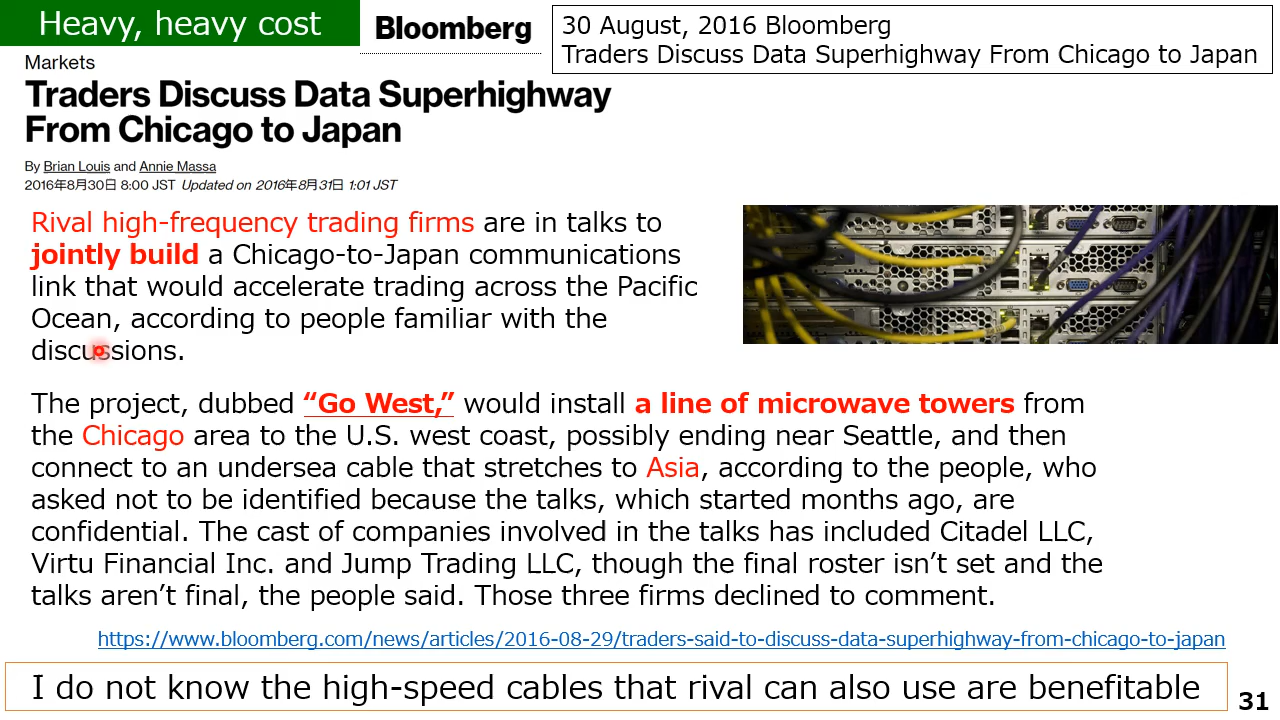 Heavy, heavy cost
Bloomberg
30 August, 2016 Bloomberg
Traders Discuss Data Superhighway From Chicago to Japan
Markets
Traders Discuss Data Superhighway
From Chicago to Japan
By Brian Louis and Annie Massa
2016年8月30日 8:00 JST Updated on 2016年8月31日 1:01 JST
Rival high-frequency trading firms are in talks to
jointly build a Chicago-to-Japan communications
link that would accelerate trading across the Pacific
Ocean, according to people familiar with the
discussions.
The project, dubbed “Go West,” would install a line of microwave towers from
the Chicago area to the U.S. west coast, possibly ending near Seattle, and then
connect to an undersea cable that stretches to Asia, according to the people, who
asked not to be identified because the talks, which started months ago, are
confidential. The cast of companies involved in the talks has included Citadel LLC,
Virtu Financial Inc. and Jump Trading LLC, though the final roster isn’t set and the
talks aren’t final, the people said. Those three firms declined to comment.
https://www.bloomberg.com/news/articles/2016-08-29/traders-said-to-discuss-data-superhighway-from-chicago-to-japan
I do not know the high-speed cables that rival can also use are benefitable
31